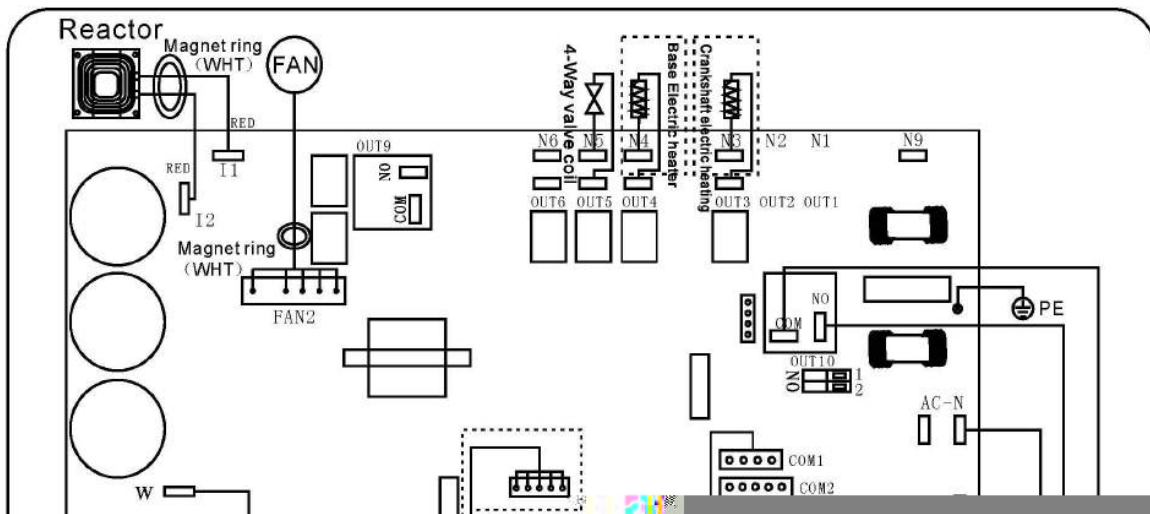 Reactor
Magnet ring
(WHT)
FAN
4-Way valve coil
Base Electric heater
Crankshaft electric heating
RED
RED
I1
I2
OUT9
NO
COM
N6
N5
N4
N3
N2
N1
N9
OUT6
OUT5
OUT4
OUT3
OUT2
OUT1
Magnet ring
(WHT)
FAN2
NO
COM
PE
OUT10
ON
1
2
AC-N
COM1
COM2
W